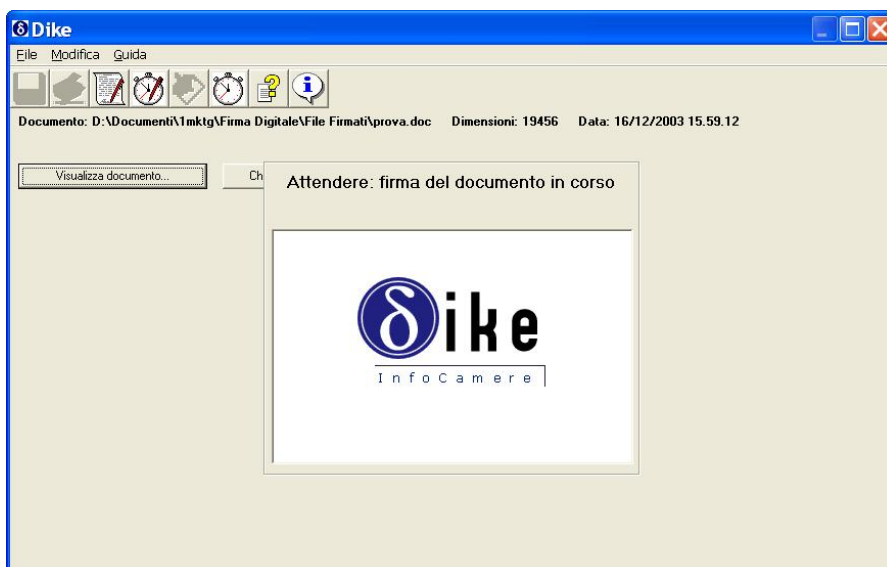 Dike
File Modifica Guida
Documento: D:\Documenti\1mktg\Firma Digitale\File Firmati\prova.doc Dimensioni: 19456 Data: 16/12/2003 15.59.12
Visualizza documento... Ch
Attendere: firma del documento in corso
δike
InfoCamere